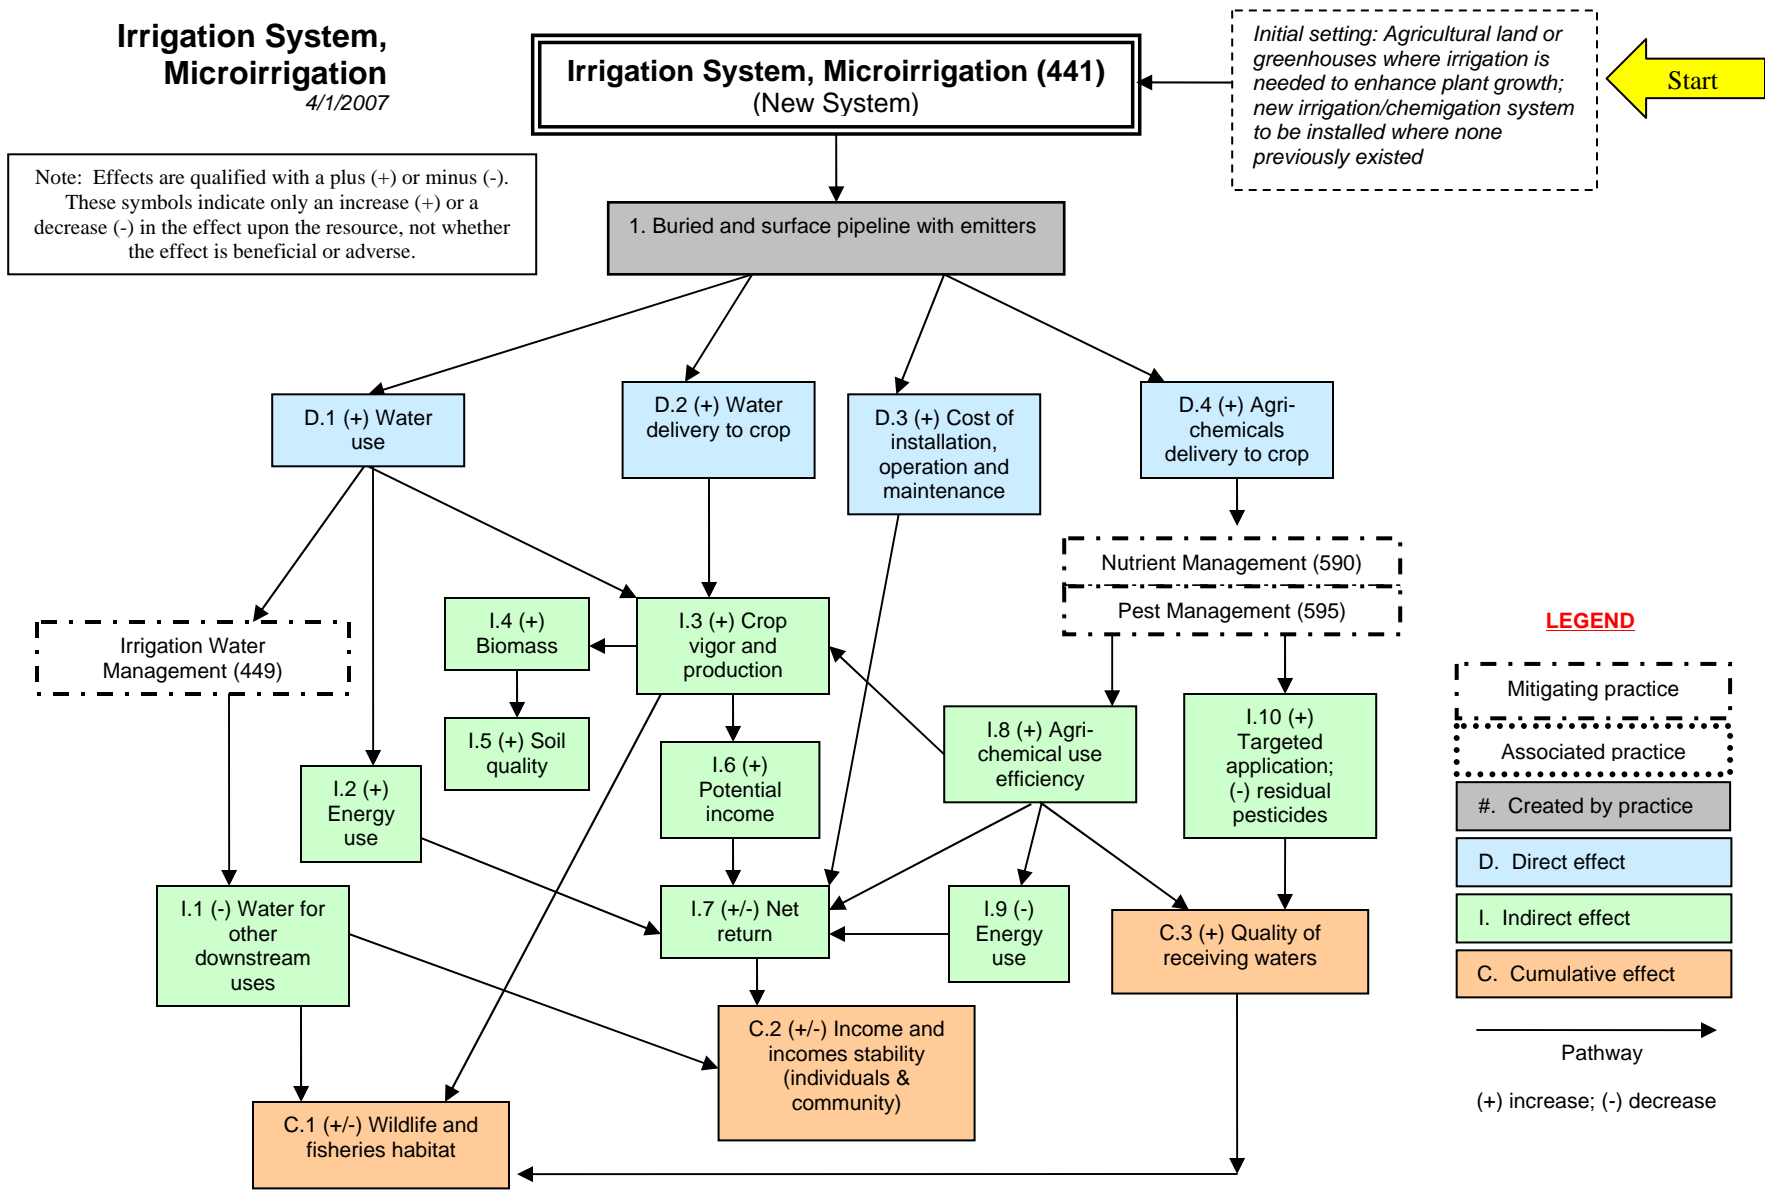 Irrigation System,
Microirrigation
4/1/2007
Irrigation System, Microirrigation (441)
(New System)
Initial setting: Agricultural land or
greenhouses where irrigation is
needed to enhance plant growth;
new irrigation/chemigation system
to be installed where none
previously existed
Start
Note: Effects are qualified with a plus (+) or minus (-).
These symbols indicate only an increase (+) or a
decrease (-) in the effect upon the resource, not whether
the effect is beneficial or adverse.
1. Buried and surface pipeline with emitters
D.1 (+) Water
use
D.2 (+) Water
delivery to crop
D.3 (+) Cost of
installation,
operation and
maintenance
D.4 (+) Agri-
chemicals
delivery to crop
Nutrient Management (590)
Pest Management (595)
Irrigation Water
Management (449)
I.4 (+)
Biomass
I.3 (+) Crop
vigor and
production
I.5 (+) Soil
quality
I.2 (+)
Energy
use
I.6 (+)
Potential
income
I.8 (+) Agri-
chemical use
efficiency
I.10 (+)
Targeted
application;
(-) residual
pesticides
I.1 (-) Water for
other
downstream
uses
I.7 (+/-) Net
return
I.9 (-)
Energy
use
C.3 (+) Quality of
receiving waters
C.2 (+/-) Income and
incomes stability
(individuals &
community)
C.1 (+/-) Wildlife and
fisheries habitat
LEGEND
Mitigating practice
Associated practice
#. Created by practice
D. Direct effect
I. Indirect effect
C. Cumulative effect
Pathway
(+) increase; (-) decrease